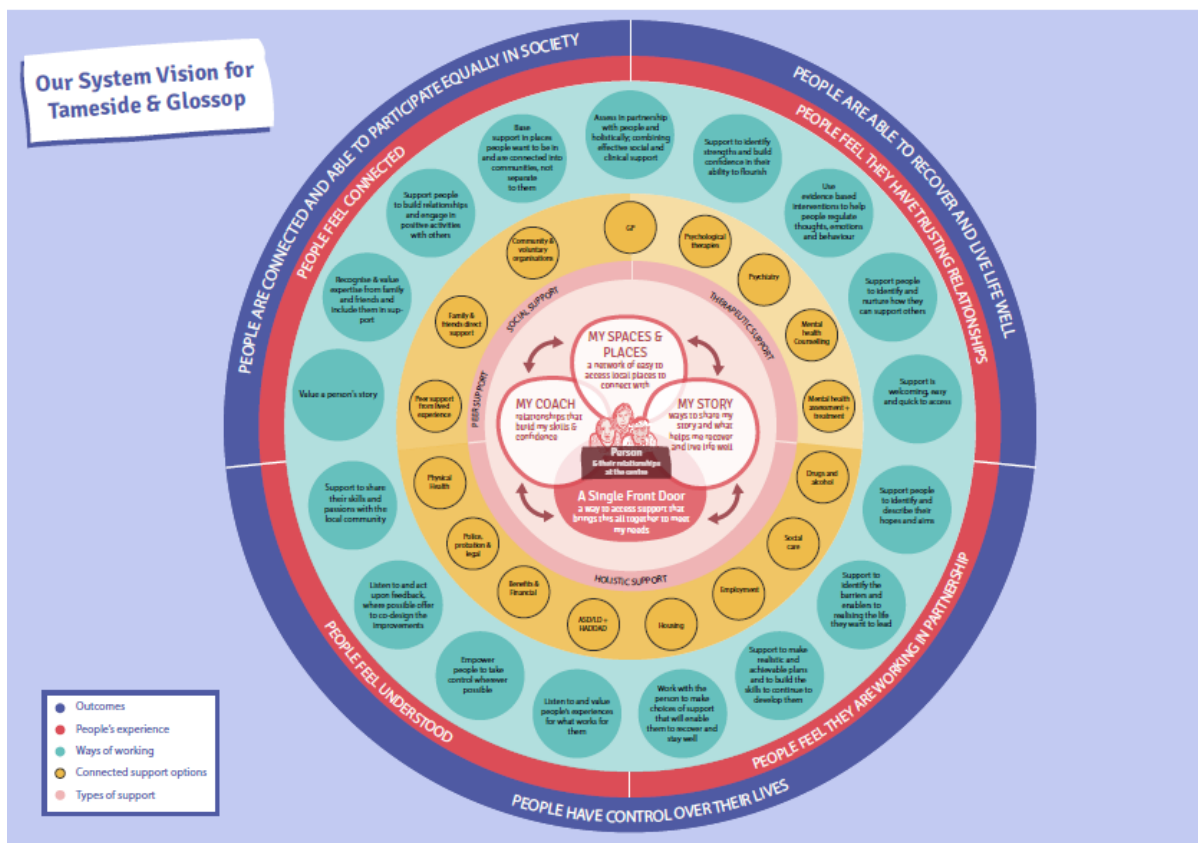 Our System Vision for
Tameside & Glossop
PEOPLE ARE CONNECTED AND ABLE TO PARTICIPATE EQUALLY IN SOCIETY
PEOPLE ARE ABLE TO RECOVER AND LIVE LIFE WELL
PEOPLE HAVE CONTROL OVER THEIR LIVES
PEOPLE FEEL CONNECTED
PEOPLE FEEL THEY HAVE TRUSTING RELATIONSHIPS
PEOPLE FEEL THEY ARE WORKING IN PARTNERSHIP
PEOPLE FEEL UNDERSTOOD
Assess in partnership
with people and
holistically; combining
effective social and
clinical support
Support to identify
strengths and build
confidence in their
ability to flourish
Use
evidence based
interventions to help
people regulate
thoughts, emotions
and behaviour
Support people
to identify and
nurture how they
can support others
Support is
welcoming, easy
and quick to access
Support people
to identify and
describe their
hopes and aims
Support to
identify the
barriers and
enablers to
realising the life
they want to lead
Support to make
realistic and
achievable plans
and to build the
skills to continue to
develop them
Work with the
person to make
choices of support
that will enable
them to recover and
stay well
Listen to and value
people's experiences
for what works for
them
Empower
people to take
control wherever
possible
Listen to and act
upon feedback,
where possible offer
to co-design the
improvements
Support to share
their skills and
passions with the
local community
Value a person's story
Recognise & value
expertise from family
and friends and
include them in sup-
port
Support people
to build relationships
and engage in
positive activities
with others
Base
support in places
people want to be in
and are connected into
communities, not
separate
to them
GP
Psychological
therapies
Psychiatry
Mental
health
Counselling
Mental health
assessment +
treatment
Drugs and
alcohol
Social
care
Employment
Housing
ASD/LD +
HAD/DAD
Benefits &
Financial
Police,
probation &
legal
Physical
Health
Peer support
from lived
experience
Family &
friends direct
support
Community &
voluntary
organisations
SOCIAL SUPPORT
THERAPEUTIC SUPPORT
PEER SUPPORT
HOLISTIC SUPPORT
MY SPACES &
PLACES
a network of easy to
access local places to
connect with
MY COACH
relationships that
build my skills &
confidence
MY STORY
ways to share my
story and what
helps me recover
and live life well
Person
& their relationships
at the centre
A Single Front Door
a way to access support that
brings this all together to meet
my needs
Outcomes
People's experience
Ways of working
Connected support options
Types of support